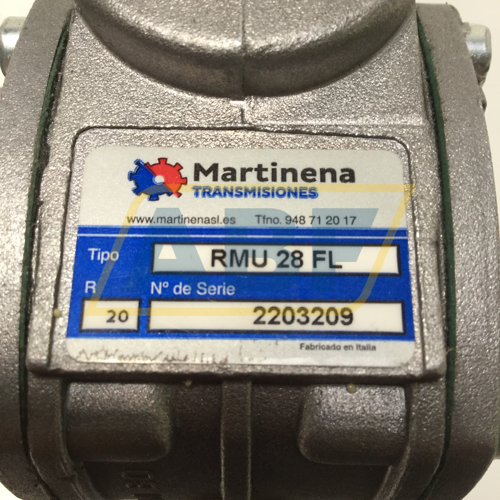 Martinena
TRANSMISIONES
www.martinenasl.es Tfno. 948 71 20 17
Tipo RMU 28 FL
R Nº de Serie
20 2203209
Fabricado en Italia